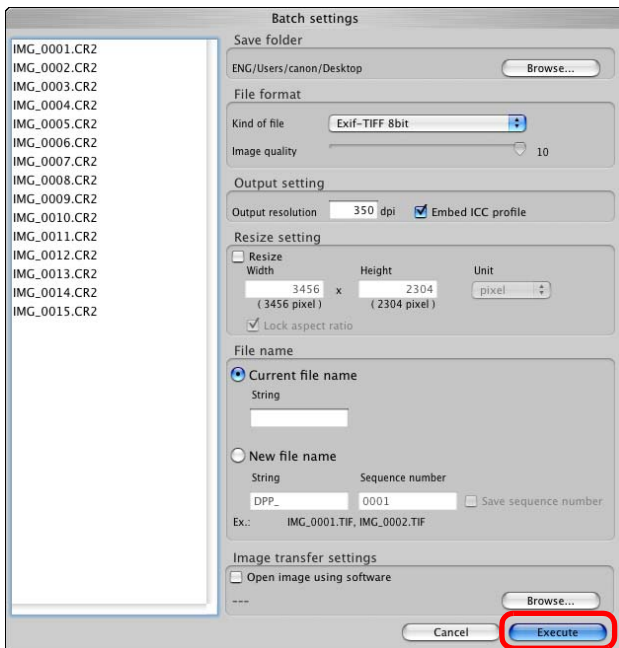 Batch settings
IMG_0001.CR2
IMG_0002.CR2
IMG_0003.CR2
IMG_0004.CR2
IMG_0005.CR2
IMG_0006.CR2
IMG_0007.CR2
IMG_0008.CR2
IMG_0009.CR2
IMG_0010.CR2
IMG_0011.CR2
IMG_0012.CR2
IMG_0013.CR2
IMG_0014.CR2
IMG_0015.CR2
Save folder
ENG/Users/canon/Desktop Browse...
File format
Kind of file Exif-TIFF 8bit
Image quality 10
Output setting
Output resolution 350 dpi Embed ICC profile
Resize setting
Resize
Width Height Unit
3456 x 2304 pixel
(3456 pixel) (2304 pixel)
Lock aspect ratio
File name
Current file name
String
New file name
String Sequence number
DPP_ 0001 Save sequence number
Ex.: IMG_0001.TIF, IMG_0002.TIF
Image transfer settings
Open image using software
--- Browse...
Cancel Execute